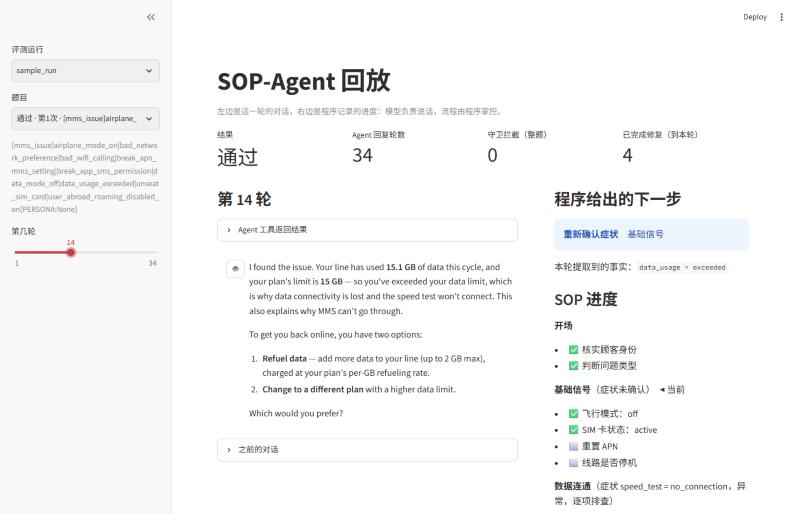 Deploy
评测运行
sample_run
题目
通过 · 第1次 · [mms_issue]airplane_
[mms_issue]airplane_mode_on|bad_netwo
rk_preference|bad_wifi_calling|break_apn_
mms_setting|break_app_sms_permission|d
ata_mode_off|data_usage_exceeded|unseat
_sim_card|user_abroad_roaming_disabled_
on[PERSONA:None]
第几轮
14
1 34
SOP-Agent 回放
左边是这一轮的对话，右边是程序记录的进度：模型负责说话，流程由程序掌控。
结果
通过
Agent 回复轮数
34
守卫拦截（整题）
0
已完成修复（到本轮）
4
第 14 轮
Agent 工具返回结果
I found the issue. Your line has used 15.1 GB of data this cycle, and
your plan's limit is 15 GB — so you've exceeded your data limit, which
is why data connectivity is lost and the speed test won't connect. This
also explains why MMS can't go through.
To get you back online, you have two options:
1. Refuel data — add more data to your line (up to 2 GB max),
charged at your plan's per-GB refueling rate.
2. Change to a different plan with a higher data limit.
Which would you prefer?
之前的对话
程序给出的下一步
重新确认症状 基础信号
本轮提取到的事实： data_usage = exceeded
SOP 进度
开场
核实顾客身份
判断问题类型
基础信号（症状未确认） ◄ 当前
飞行模式：off
SIM 卡状态：active
重置 APN
线路是否停机
数据连通（症状 speed_test = no_connection，异
常，逐项排查）